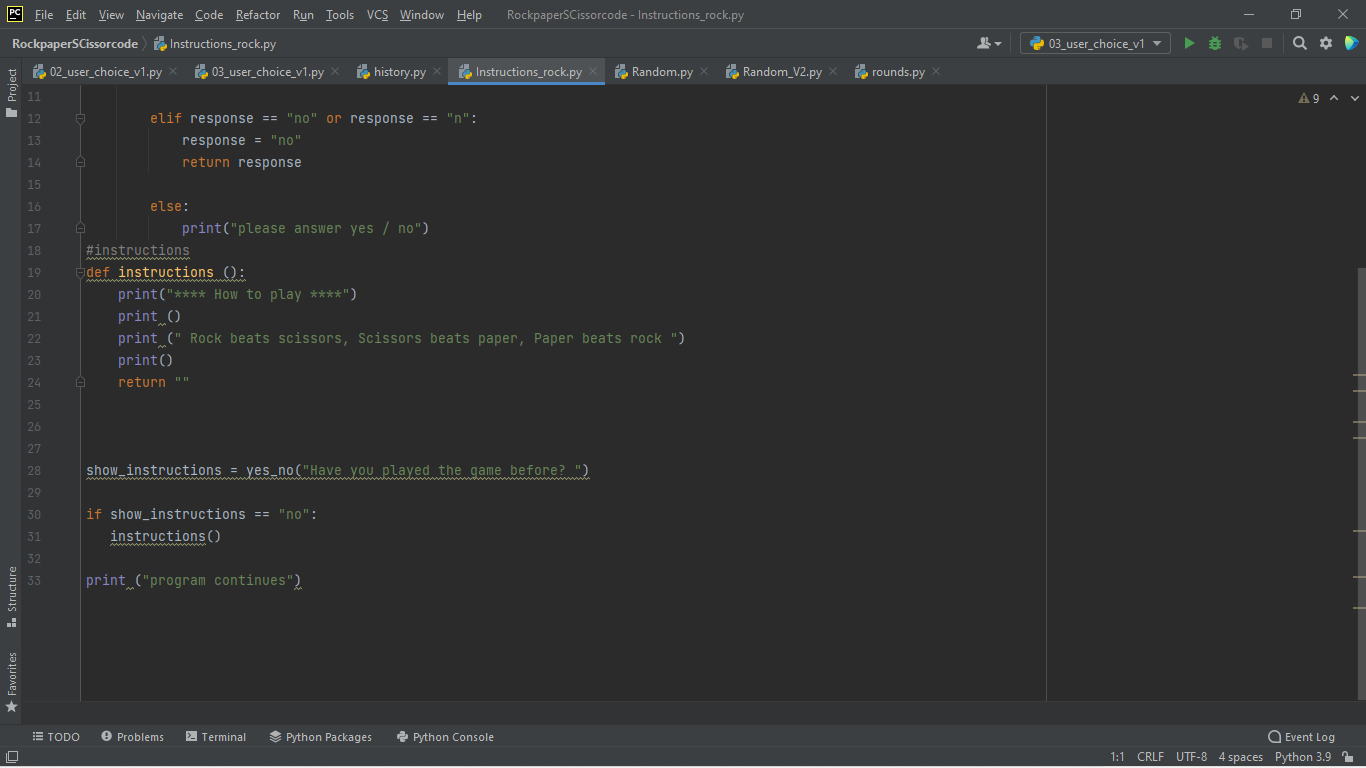 PC File Edit View Navigate Code Refactor Run Tools VCS Window Help RockpaperSCissorcode - Instructions_rock.py
RockpaperSCissorcode Instructions_rock.py 03_user_choice_v1
02_user_choice_v1.py 03_user_choice_v1.py history.py Instructions_rock.py Random.py Random_V2.py rounds.py
Project
9
11
12 elif response == "no" or response == "n":
13 response = "no"
14 return response
15
16 else:
17 print("please answer yes / no")
18 #instructions
19 def instructions ():
20 print("**** How to play ****")
21 print ()
22 print (" Rock beats scissors, Scissors beats paper, Paper beats rock ")
23 print()
24 return ""
25
26
27
28 show_instructions = yes_no("Have you played the game before? ")
29
30 if show_instructions == "no":
31 instructions()
32
33 print ("program continues")
Structure
Favorites
TODO Problems Terminal Python Packages Python Console Event Log
1:1 CRLF UTF-8 4 spaces Python 3.9